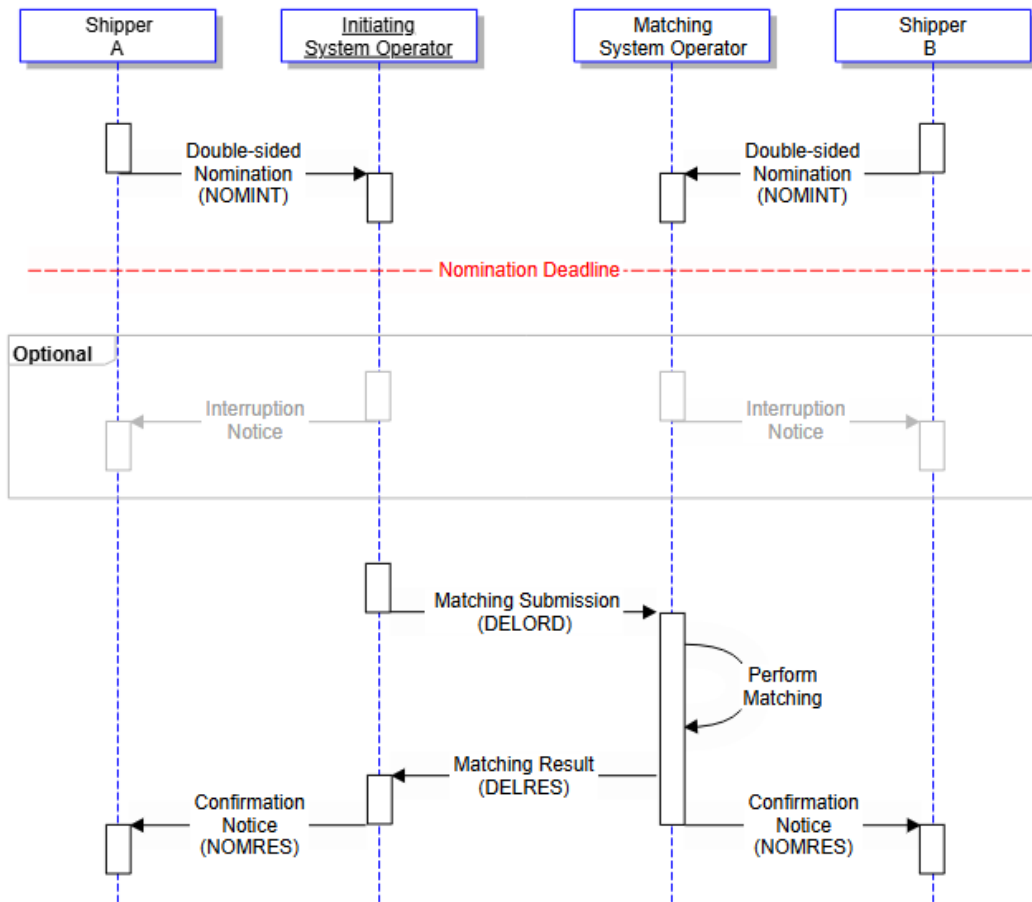 Shipper
A
Initiating
System Operator
Matching
System Operator
Shipper
B
Double-sided
Nomination
(NOMINT)
Double-sided
Nomination
(NOMINT)
Nomination Deadline
Optional
Interruption
Notice
Interruption
Notice
Matching Submission
(DELORD)
Perform
Matching
Matching Result
(DELRES)
Confirmation
Notice
(NOMRES)
Confirmation
Notice
(NOMRES)